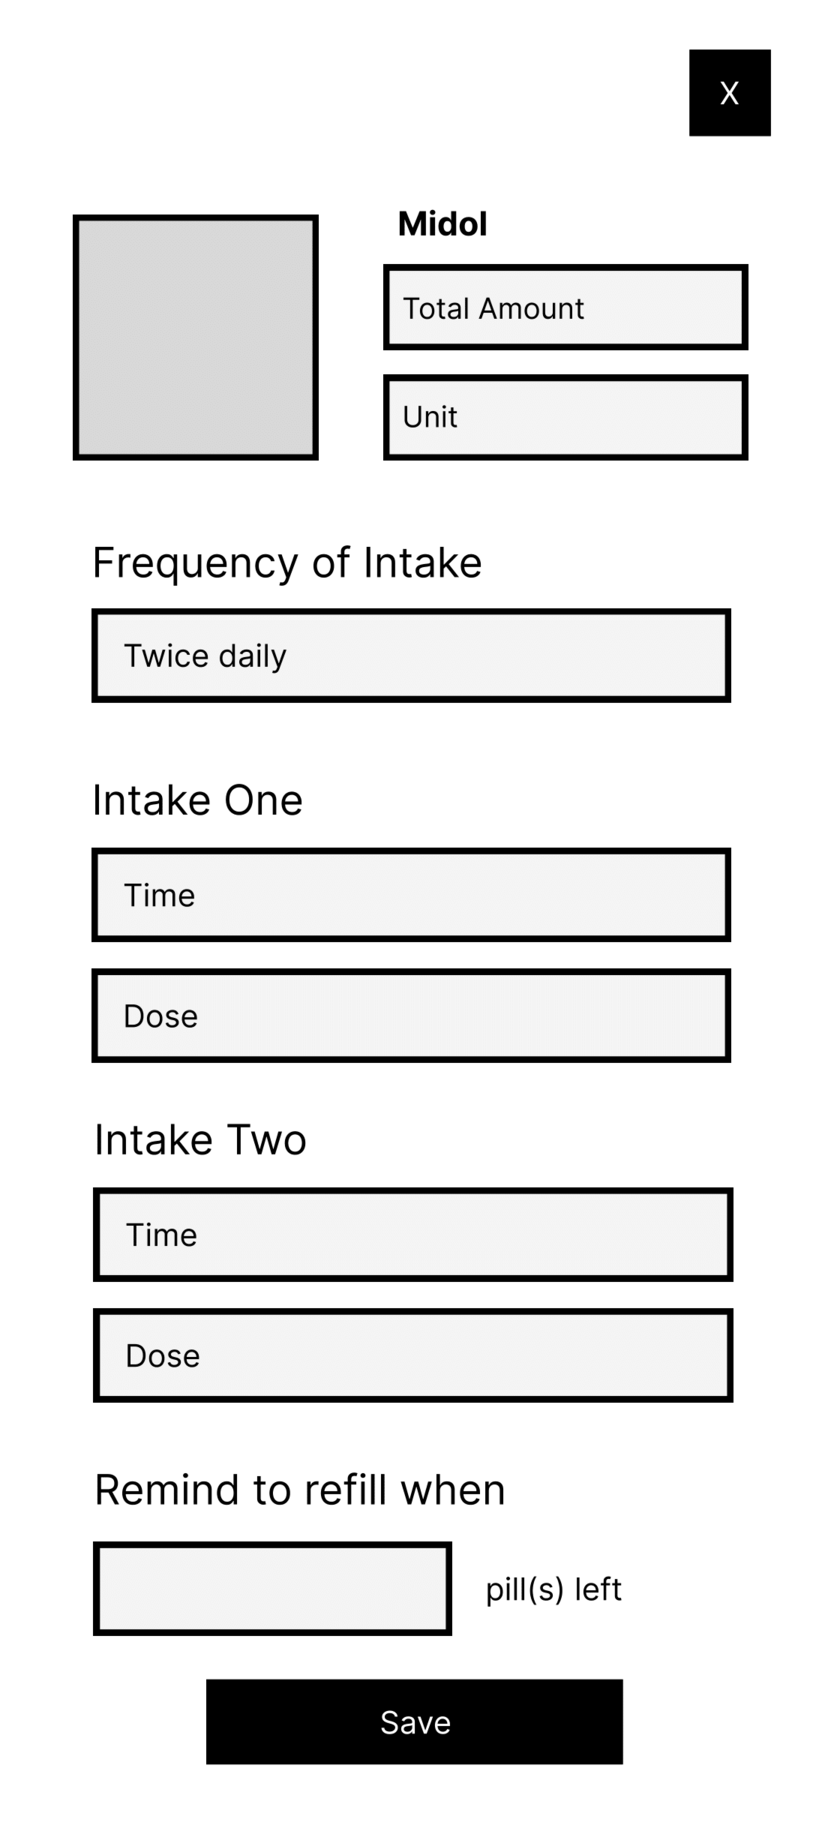 X
Midol
Total Amount
Unit
Frequency of Intake
Twice daily
Intake One
Time
Dose
Intake Two
Time
Dose
Remind to refill when
pill(s) left
Save